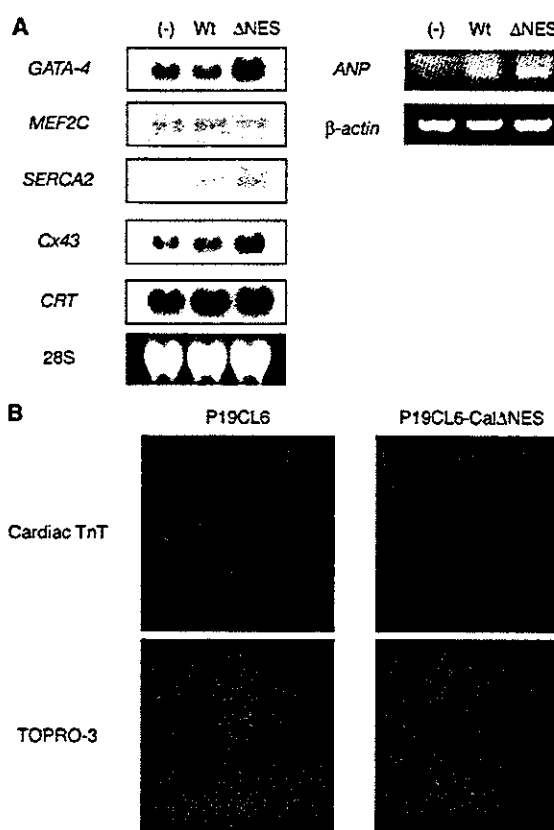 A
(-) Wt ΔNES
GATA-4
MEF2C
SERCA2
Cx43
CRT
28S
(-) Wt ΔNES
ANP
β-actin
B
P19CL6 P19CL6-CalΔNES
Cardiac TnT
TOPRO-3